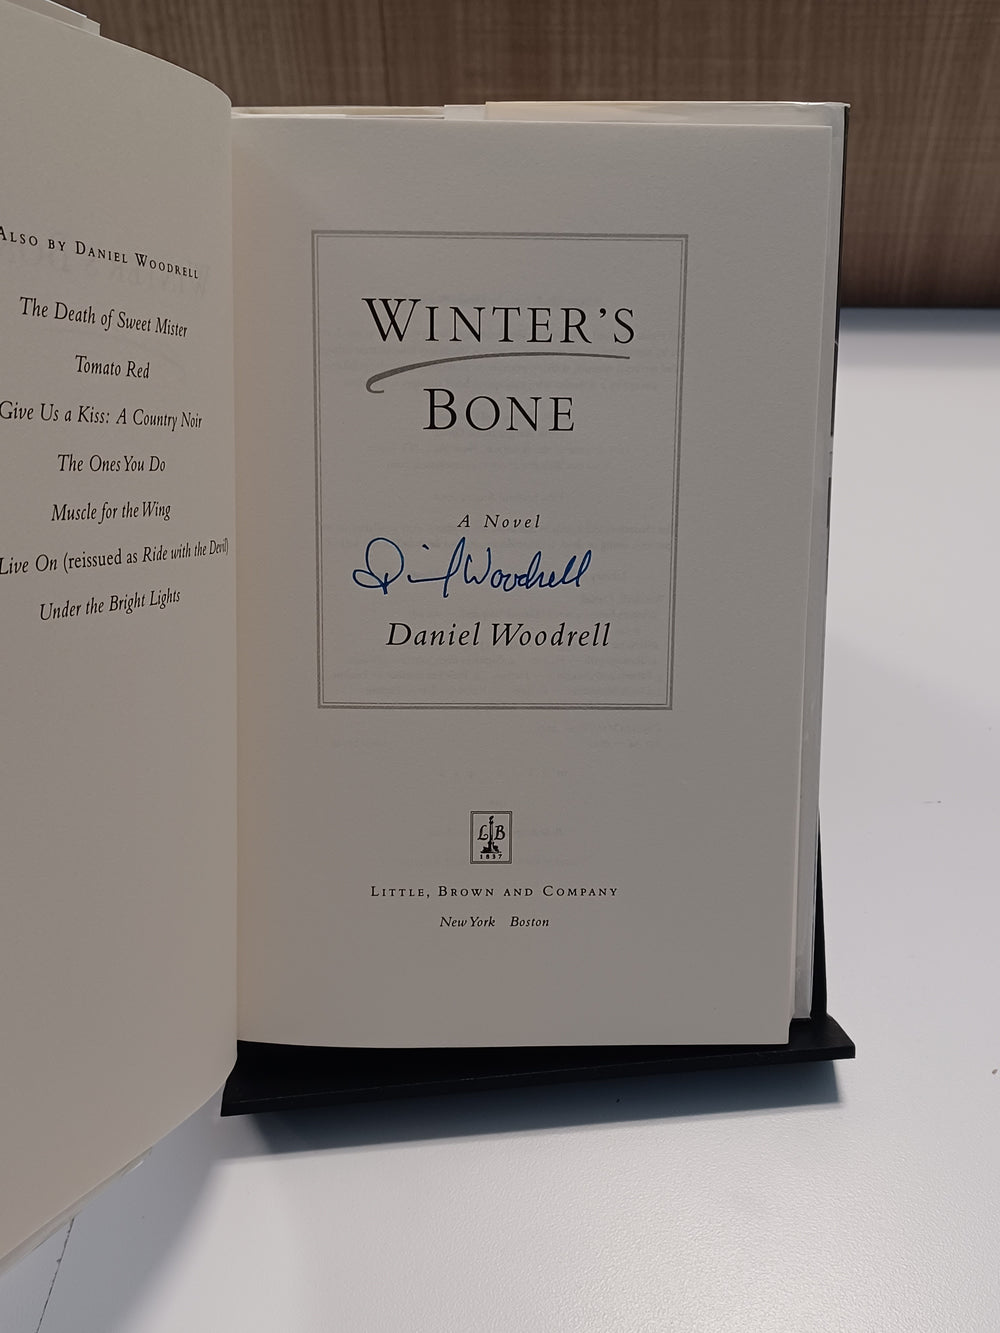 Also by Daniel Woodrell
The Death of Sweet Mister
Tomato Red
Give Us a Kiss: A Country Noir
The Ones You Do
Muscle for the Wing
Live On (reissued as Ride with the Devil)
Under the Bright Lights
Winter's
Bone
A Novel
Daniel Woodrell
Daniel Woodrell
L B
1837
Little, Brown and Company
New York Boston